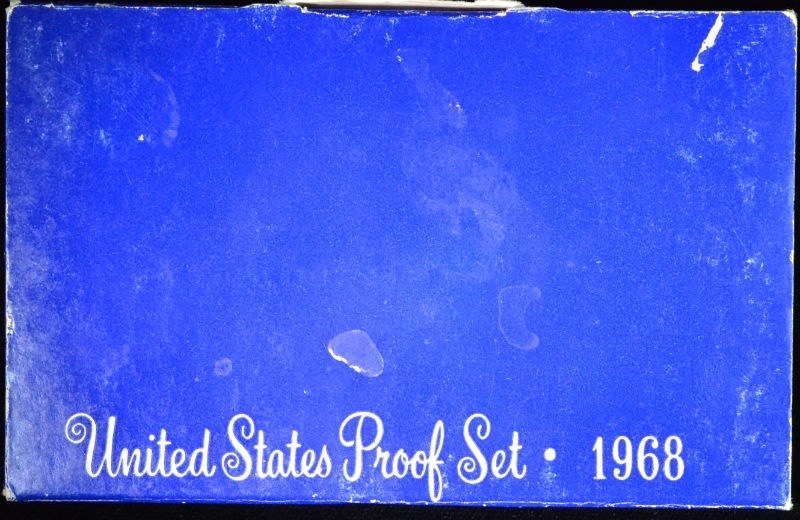 United States Proof Set • 1968